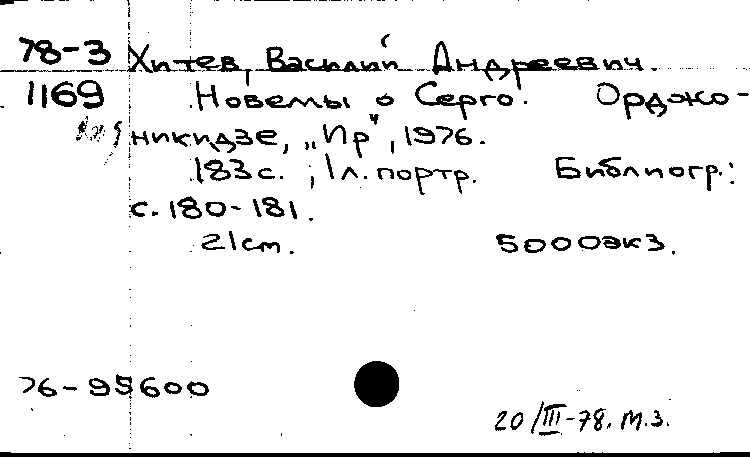 78-3 Хитев, Василий Андреевич.
1169 Новеллы о Серго. Орджо-
никидзе, „Ир", 1976.
183с. ; 1л. портр. Библиогр.:
с. 180-181.
21см. 5000экз.
76-95600
20/III-78. М.З.